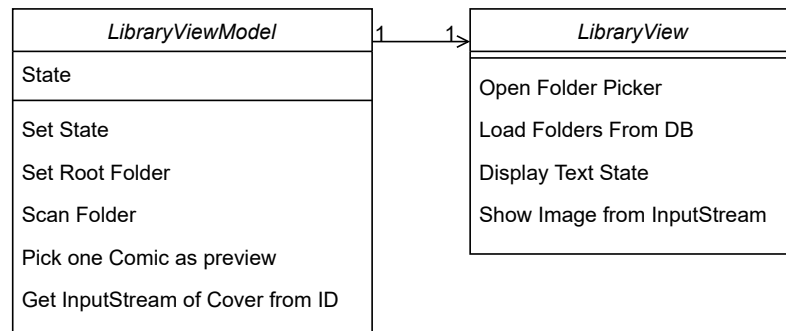 LibraryViewModel
State
Set State
Set Root Folder
Scan Folder
Pick one Comic as preview
Get InputStream of Cover from ID
1
1
LibraryView
Open Folder Picker
Load Folders From DB
Display Text State
Show Image from InputStream